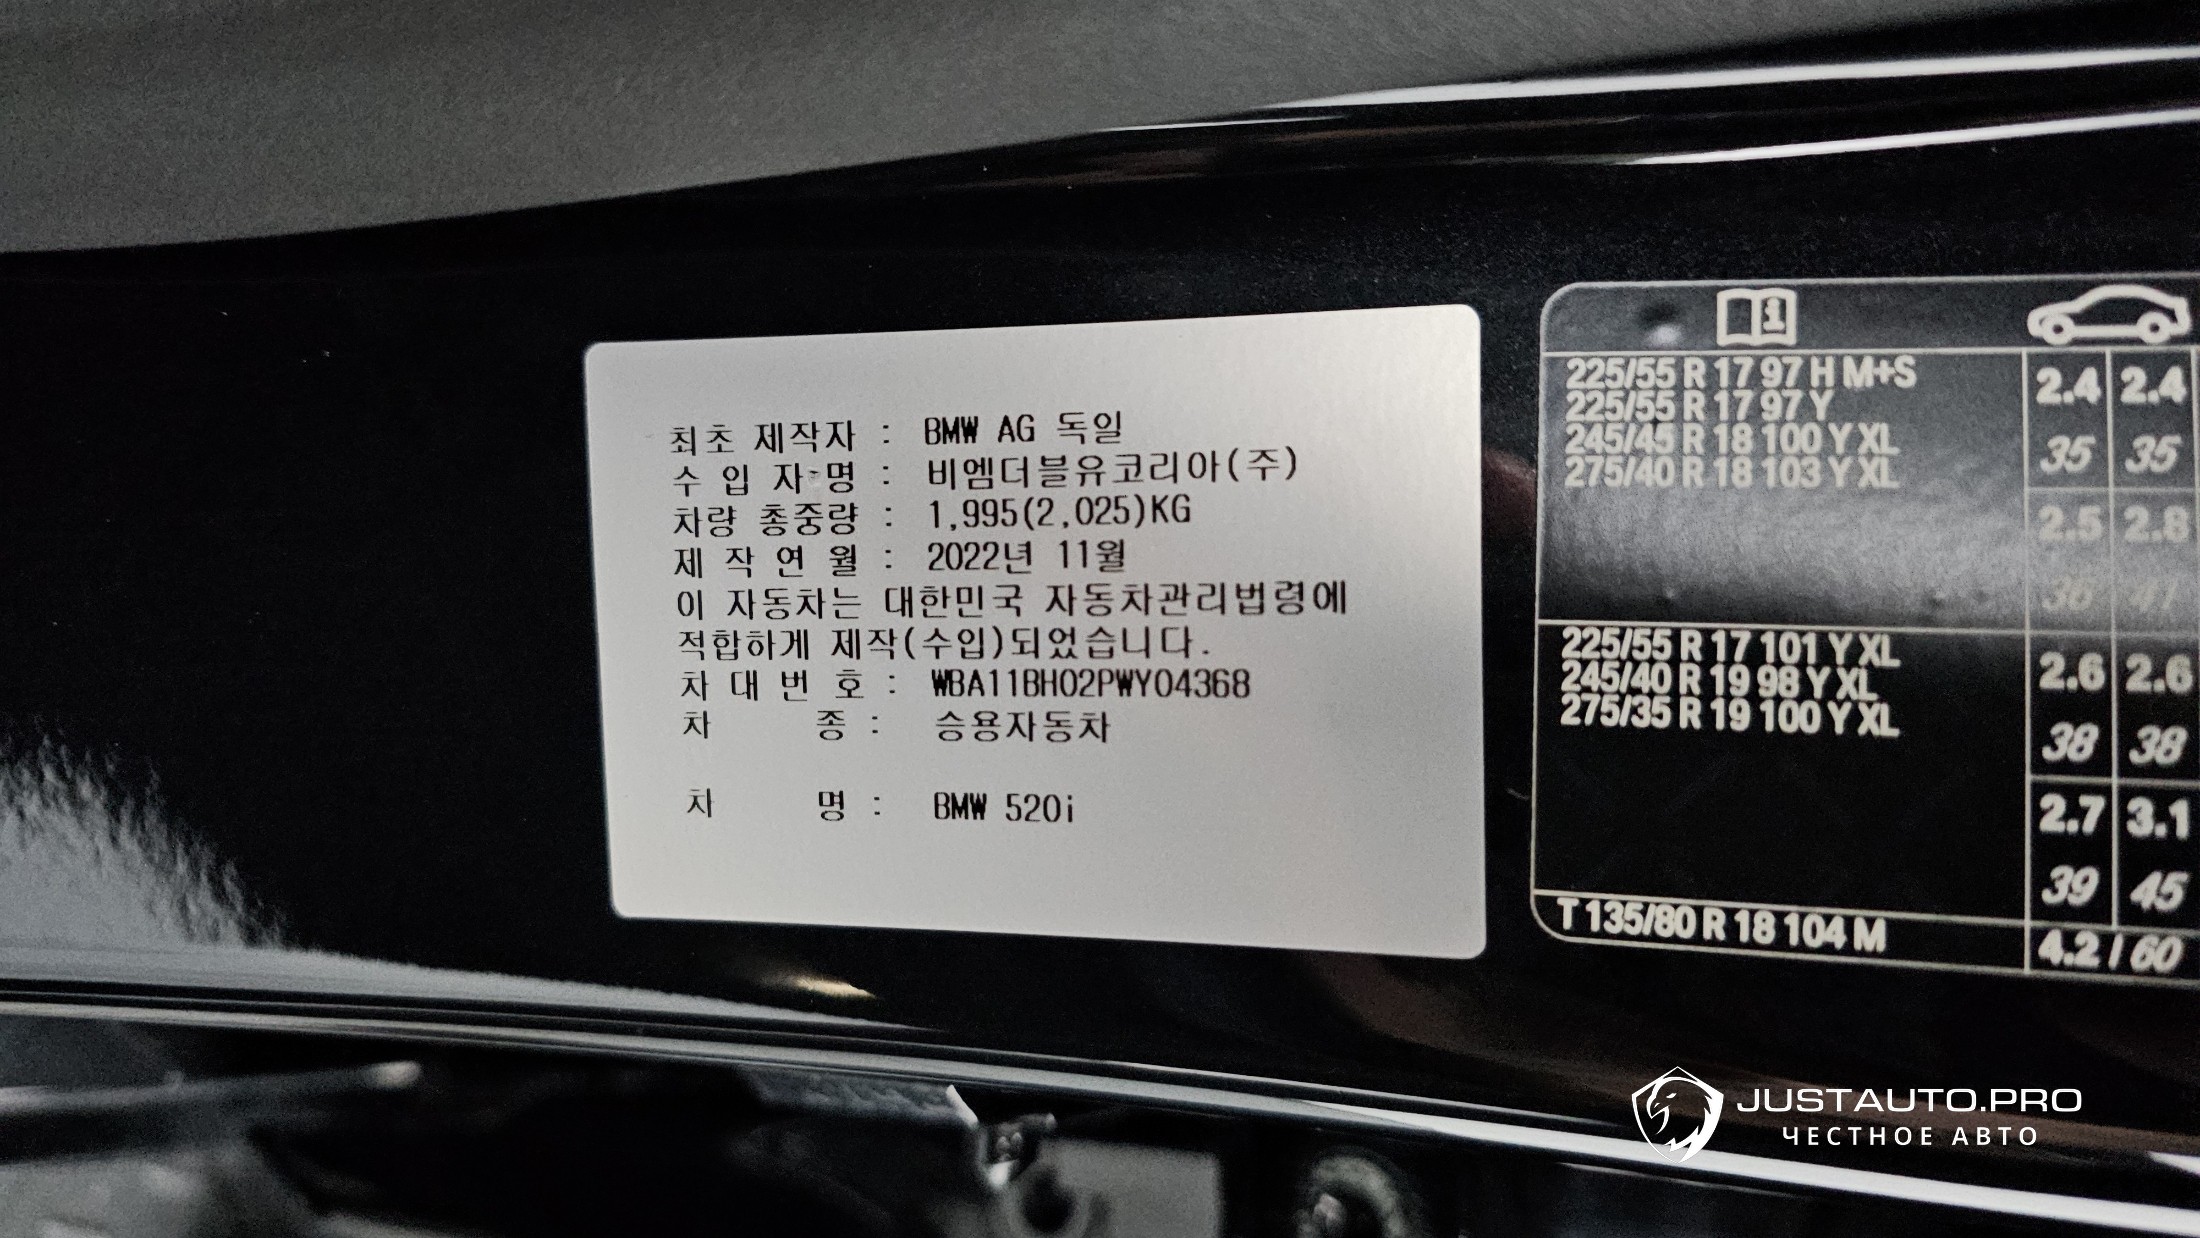 최초 제작자 : BMW AG 독일
수 입 자 명 : 비엠더블유코리아(주)
차량 총중량 : 1,995(2,025)KG
제 작 연 월 : 2022년 11월
이 자동차는 대한민국 자동차관리법령에
적합하게 제작(수입)되었습니다.
차 대 번 호 : WBA11BH02PWY04368
차 종 : 승용자동차
차 명 : BMW 520i
225/55 R 17 97 H M+S
225/55 R 17 97 Y
245/45 R 18 100 Y XL
275/40 R 18 103 Y XL
2.4 2.4
35 35
2.5 2.8
36 41
225/55 R 17 101 Y XL
245/40 R 19 98 Y XL
275/35 R 19 100 Y XL
2.6 2.6
38 38
2.7 3.1
39 45
T 135/80 R 18 104 M
4.2 / 60
JUSTAUTO.PRO
ЧЕСТНОЕ АВТО